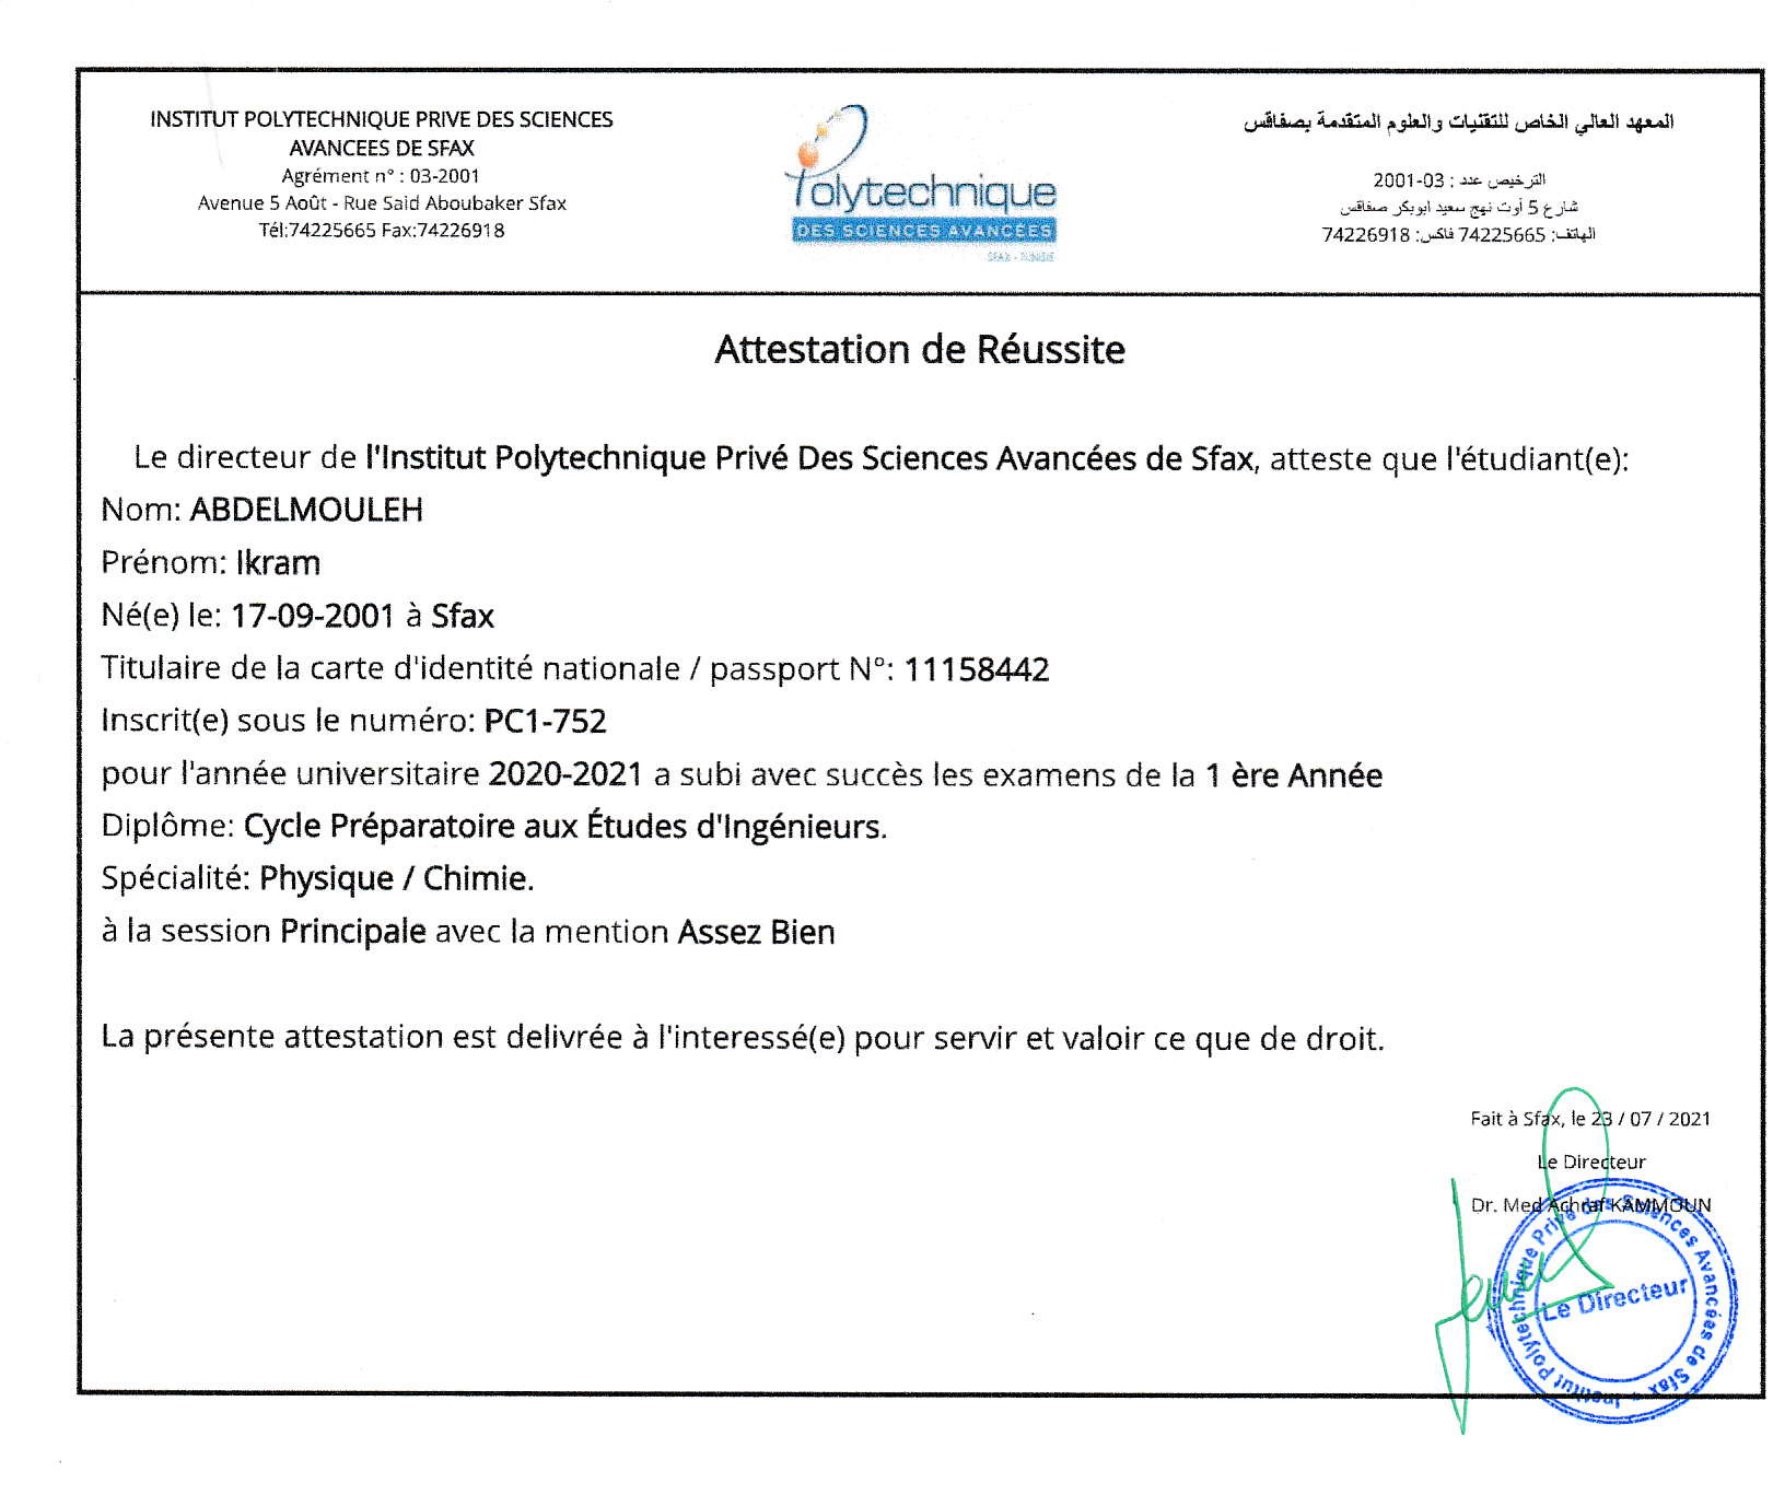 INSTITUT POLYTECHNIQUE PRIVE DES SCIENCES
AVANCEES DE SFAX
Agrément n° : 03-2001
Avenue 5 Août - Rue Said Aboubaker Sfax
Tél:74225665 Fax:74226918
Polytechnique
DES SCIENCES AVANCEES
SFAX - TUNISIE
المعهد العالي الخاص للتقنيات والعلوم المتقدمة بصفاقس
الترخيص عدد : 03-2001
شارع 5 أوت نهج سعيد ابوبكر صفاقس
الهاتف: 74225665 فاكس: 74226918
Attestation de Réussite
Le directeur de l'Institut Polytechnique Privé Des Sciences Avancées de Sfax, atteste que l'étudiant(e):
Nom: ABDELMOULEH
Prénom: Ikram
Né(e) le: 17-09-2001 à Sfax
Titulaire de la carte d'identité nationale / passport N°: 11158442
Inscrit(e) sous le numéro: PC1-752
pour l'année universitaire 2020-2021 a subi avec succès les examens de la 1 ère Année
Diplôme: Cycle Préparatoire aux Études d'Ingénieurs.
Spécialité: Physique / Chimie.
à la session Principale avec la mention Assez Bien
La présente attestation est delivrée à l'interessé(e) pour servir et valoir ce que de droit.
Fait à Sfax, le 23 / 07 / 2021
Le Directeur
Dr. Med Achraf KAMMOUN
Institut Polytechnique Privé des Sciences Avancées de Sfax
Le Directeur